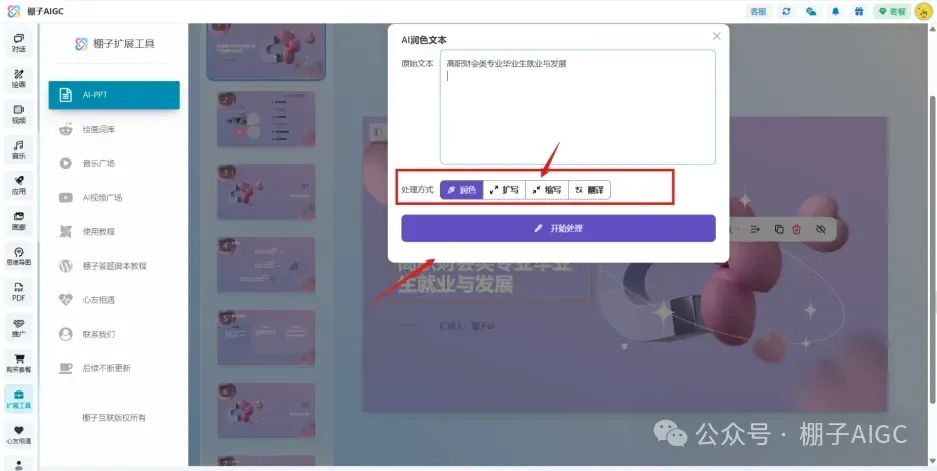 棚子AIGC
客服
套餐
对话
绘画
视频
音乐
应用
画廊
思维导图
PDF
推广
购买套餐
扩展工具
心友相遇
棚子扩展工具
AI-PPT
绘画词库
音乐广场
AI视频广场
使用教程
棚子答题脚本教程
心友相遇
联系我们
后续不断更新
棚子互联版权所有
2
3
4
5
6
7
AI润色文本
原始文本
高职财会类专业毕业生就业与发展
处理方式
润色
扩写
缩写
翻译
开始处理
高职财会类专业毕业
生就业与发展
汇报人：棚子ai
公众号 · 棚子AIGC